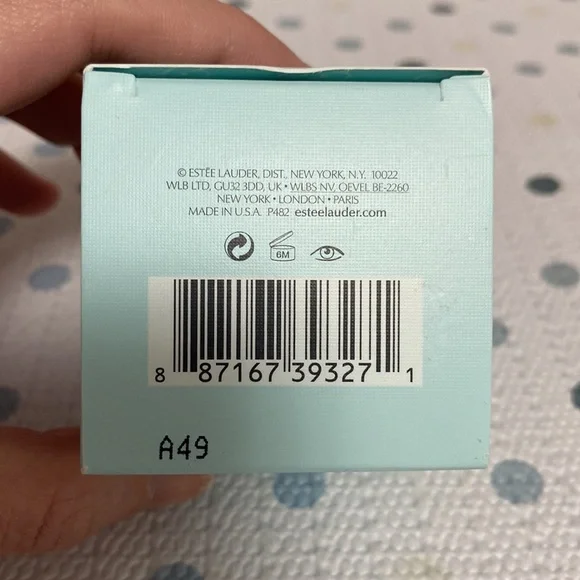 © ESTĒE LAUDER, DIST., NEW YORK, N.Y. 10022
WLB LTD, GU32 3DD, UK • WLBS NV. OEVEL BE-2260
NEW YORK • LONDON • PARIS
MADE IN U.S.A. P482 esteelauder.com
6M
8 87167 39327 1
A49